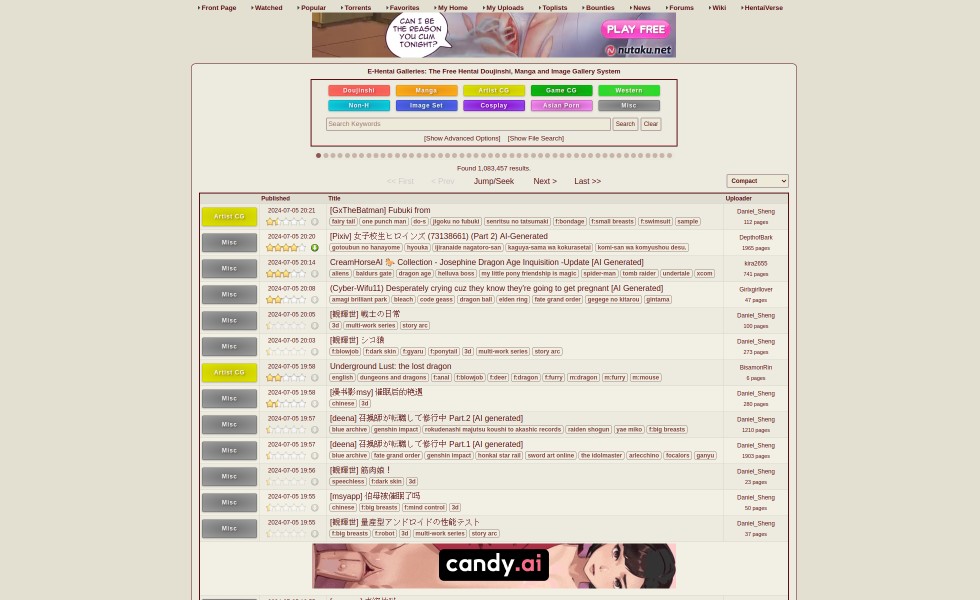 Front Page Watched Popular Torrents Favorites My Home My Uploads Toplists Bounties News Forums Wiki HentaiVerse
CAN I BE
THE REASON
YOU CUM
TONIGHT?
PLAY FREE
nutaku.net
E-Hentai Galleries: The Free Hentai Doujinshi, Manga and Image Gallery System
Doujinshi Manga Artist CG Game CG Western
Non-H Image Set Cosplay Asian Porn Misc
Search Keywords Search Clear
[Show Advanced Options] [Show File Search]
Found 1,083,457 results.
<< First < Prev Jump/Seek Next > Last >> Compact
Published Title Uploader
Artist CG 2024-07-05 20:21 [GxTheBatman] Fubuki from Daniel_Sheng
fairy tail one punch man do-s jigoku no fubuki senritsu no tatsumaki f:bondage f:small breasts f:swimsuit sample 112 pages
Misc 2024-07-05 20:20 [Pixiv] 女子校生ヒロインズ (73138661) (Part 2) AI-Generated DepthofBark
gotoubun no hanayome hyouka ijiranaide nagatoro-san kaguya-sama wa kokurasetai komi-san wa komyushou desu. 1965 pages
Misc 2024-07-05 20:14 CreamHorseAI 🐎 Collection - Josephine Dragon Age Inquisition -Update [AI Generated] kira2655
aliens baldurs gate dragon age helluva boss my little pony friendship is magic spider-man tomb raider undertale xcom 741 pages
Misc 2024-07-05 20:08 (Cyber-Wifu11) Desperately crying cuz they know they're going to get pregnant [AI Generated] Girlxgirllover
amagi brilliant park bleach code geass dragon ball elden ring fate grand order gegege no kitarou gintama 47 pages
Misc 2024-07-05 20:05 [観輝世] 戦士の日常 Daniel_Sheng
3d multi-work series story arc 100 pages
Misc 2024-07-05 20:03 [観輝世] シコ狼 Daniel_Sheng
f:blowjob f:dark skin f:gyaru f:ponytail 3d multi-work series story arc 273 pages
Artist CG 2024-07-05 19:58 Underground Lust: the lost dragon BisamonRin
english dungeons and dragons f:anal f:blowjob f:deer f:dragon f:furry m:dragon m:furry m:mouse 6 pages
Misc 2024-07-05 19:58 [漫书影msy] 催眠后的艳遇 Daniel_Sheng
chinese 3d 280 pages
Misc 2024-07-05 19:57 [deena] 召喚師が転職して修行中 Part.2 [AI generated] Daniel_Sheng
blue archive genshin impact rokudenashi majutsu koushi to akashic records raiden shogun yae miko f:big breasts 1210 pages
Misc 2024-07-05 19:57 [deena] 召喚師が転職して修行中 Part.1 [AI generated] Daniel_Sheng
blue archive fate grand order genshin impact honkai star rail sword art online the idolmaster arlecchino focalors ganyu 1903 pages
Misc 2024-07-05 19:56 [観輝世] 筋肉娘！ Daniel_Sheng
speechless f:dark skin 3d 23 pages
Misc 2024-07-05 19:55 [msyapp] 伯母被催眠了吗 Daniel_Sheng
chinese f:big breasts f:mind control 3d 50 pages
Misc 2024-07-05 19:55 [観輝世] 量産型アンドロイドの性能テスト Daniel_Sheng
f:big breasts f:robot 3d multi-work series story arc 37 pages
candy.ai